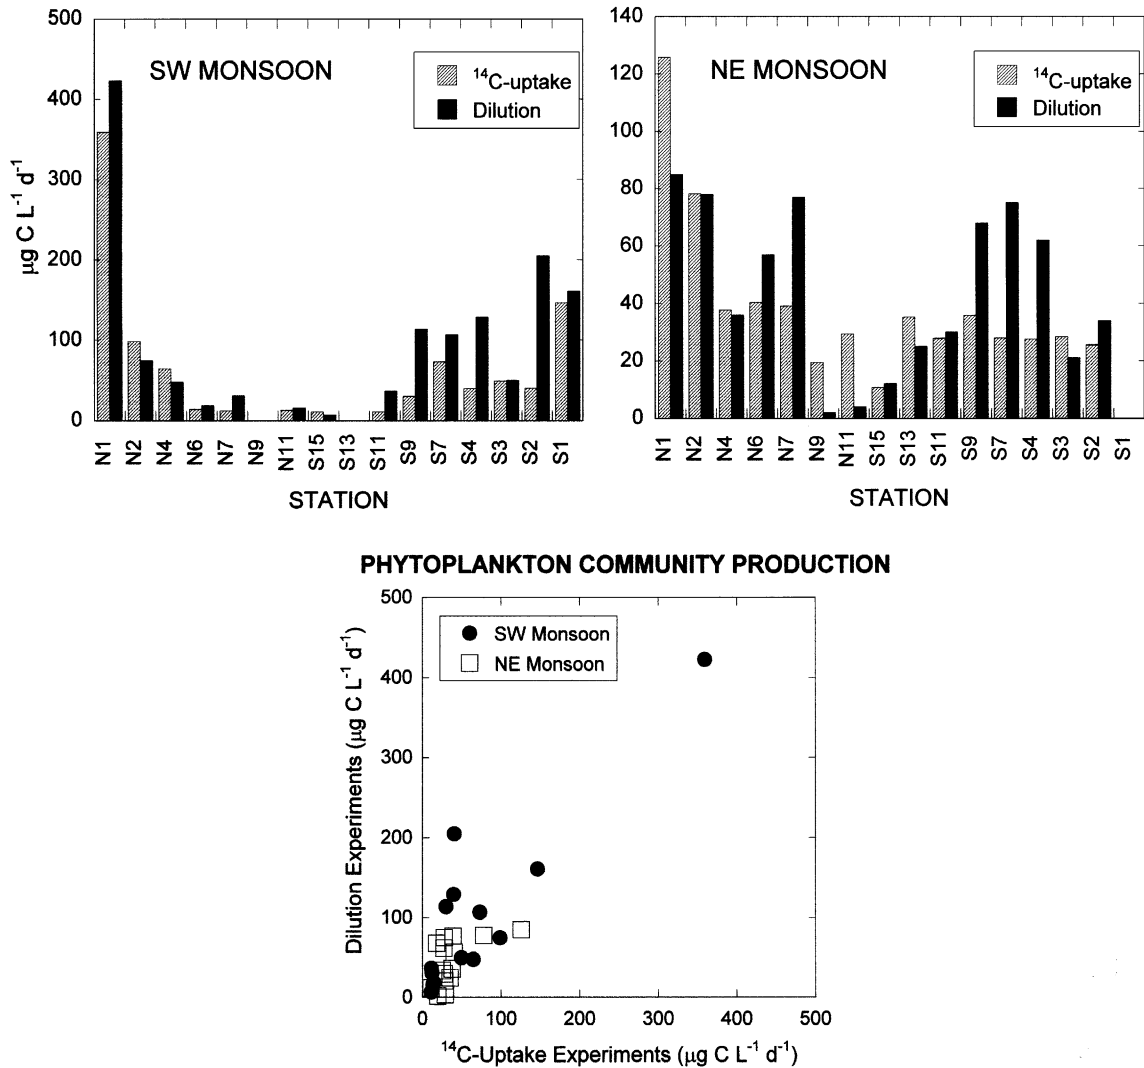 SW MONSOON
¹⁴C-uptake
Dilution
500
400
300
200
100
0
µg C L⁻¹ d⁻¹
N1 N2 N4 N6 N7 N9 N11 S15 S13 S11 S9 S7 S4 S3 S2 S1
STATION
NE MONSOON
¹⁴C-uptake
Dilution
140
120
100
80
60
40
20
0
N1 N2 N4 N6 N7 N9 N11 S15 S13 S11 S9 S7 S4 S3 S2 S1
STATION
PHYTOPLANKTON COMMUNITY PRODUCTION
SW Monsoon
NE Monsoon
500
400
300
200
100
0
Dilution Experiments (µg C L⁻¹ d⁻¹)
0 100 200 300 400 500
¹⁴C-Uptake Experiments (µg C L⁻¹ d⁻¹)